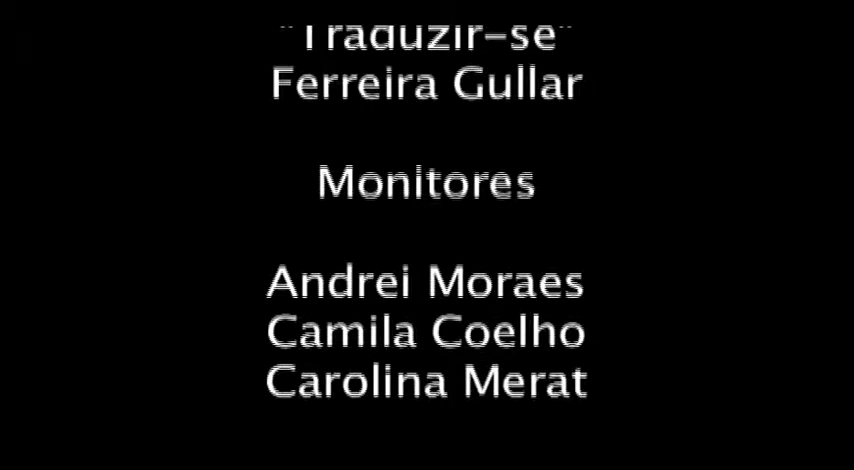 "Traduzir-se"
Ferreira Gullar
Monitores
Andrei Moraes
Camila Coelho
Carolina Merat